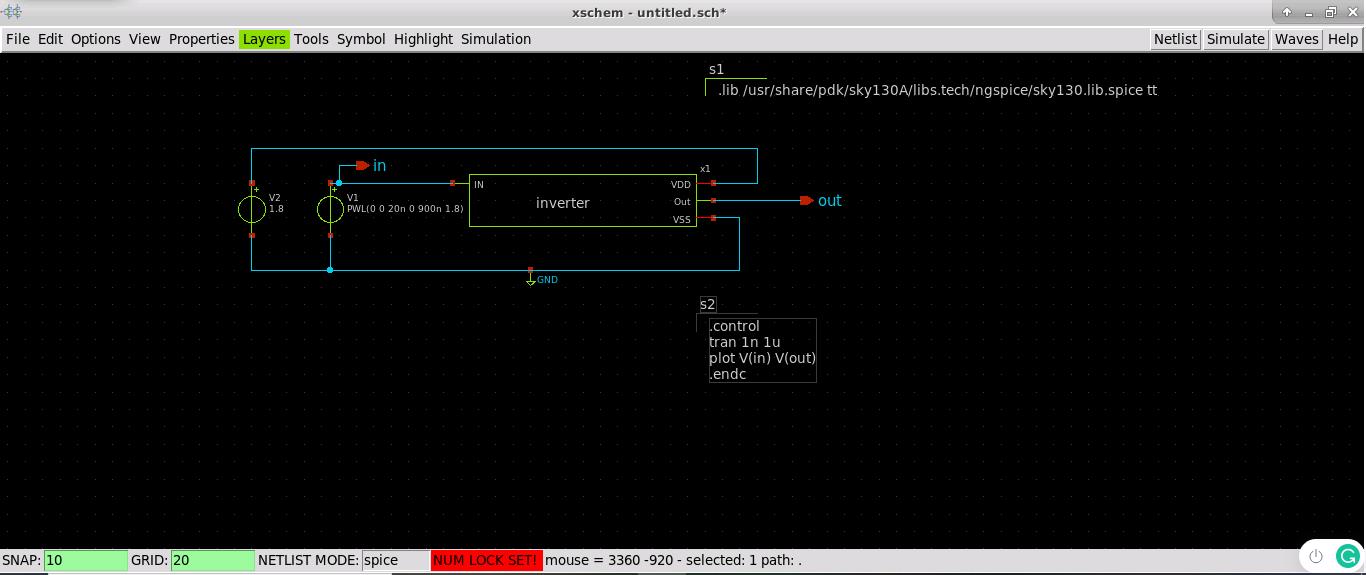 xschem - untitled.sch*
File Edit Options View Properties Layers Tools Symbol Highlight Simulation Netlist Simulate Waves Help
s1
.lib /usr/share/pdk/sky130A/libs.tech/ngspice/sky130.lib.spice tt
in
x1
IN
VDD
V2
1.8
V1
PWL(0 0 20n 0 900n 1.8)
inverter
Out
out
VSS
GND
s2
.control
tran 1n 1u
plot V(in) V(out)
.endc
SNAP: 10 GRID: 20 NETLIST MODE: spice NUM LOCK SET! mouse = 3360 -920 - selected: 1 path: .